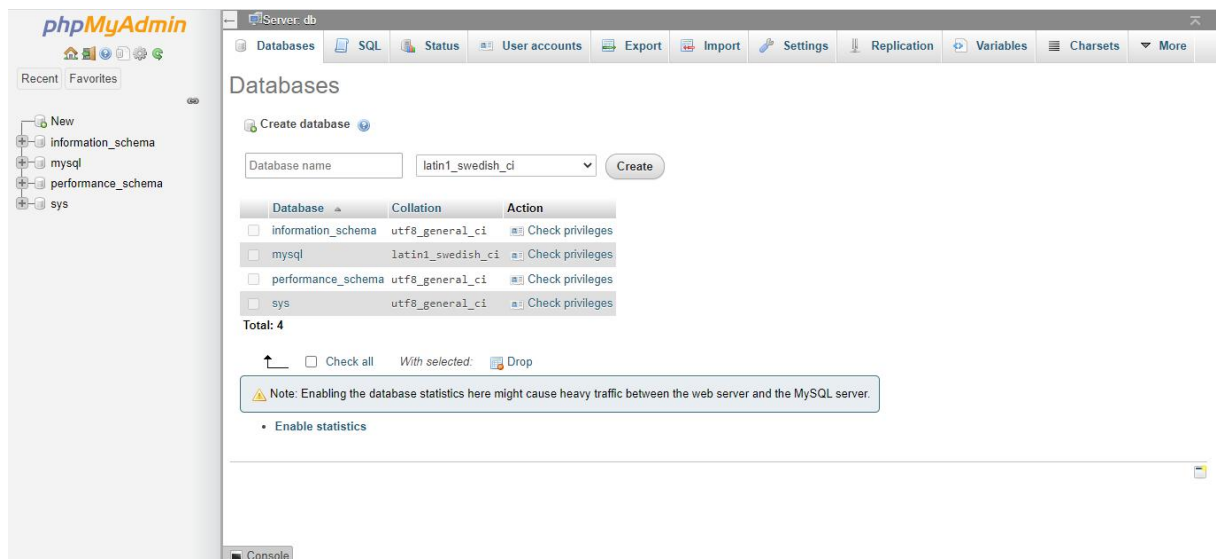 phpMyAdmin
Recent Favorites
New
information_schema
mysql
performance_schema
sys
Server: db
Databases SQL Status User accounts Export Import Settings Replication Variables Charsets More
Databases
Create database
Database name latin1_swedish_ci Create
Database Collation Action
information_schema utf8_general_ci Check privileges
mysql latin1_swedish_ci Check privileges
performance_schema utf8_general_ci Check privileges
sys utf8_general_ci Check privileges
Total: 4
Check all With selected: Drop
Note: Enabling the database statistics here might cause heavy traffic between the web server and the MySQL server.
• Enable statistics
Console